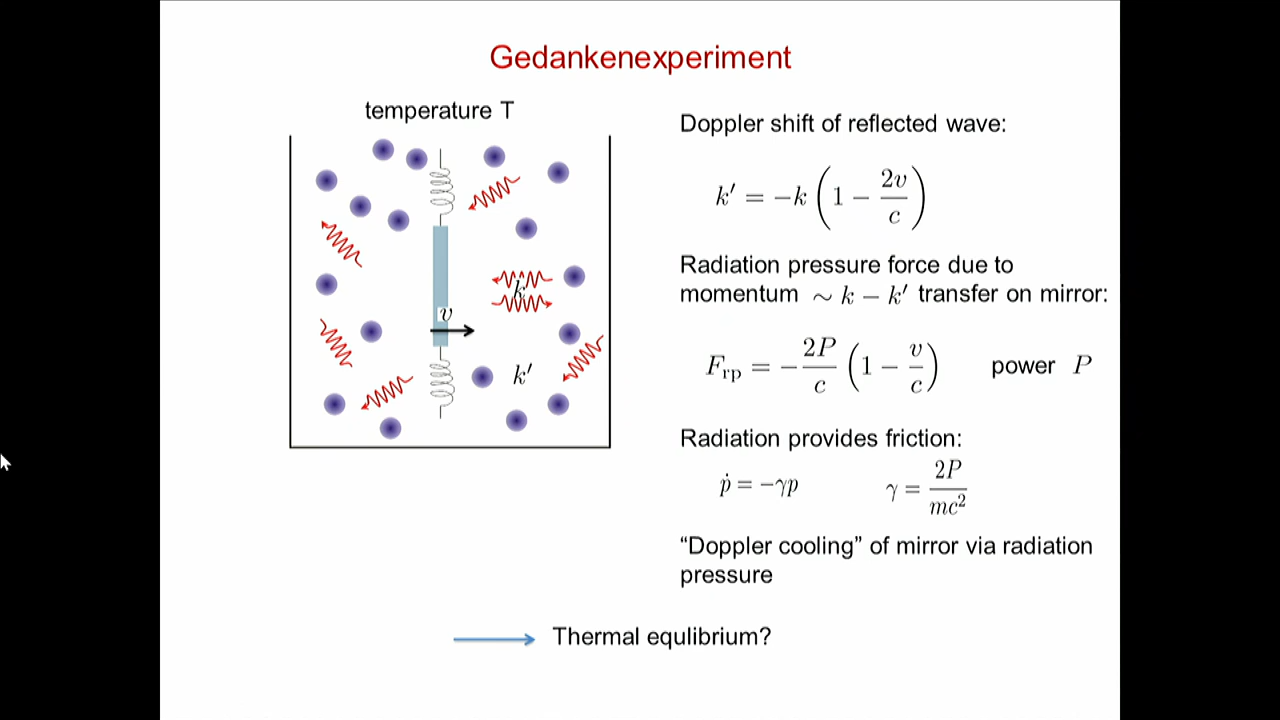 Gedankenexperiment
temperature T
v
k
k′
Doppler shift of reflected wave:
k′ = −k (1 − 2v/c)
Radiation pressure force due to
momentum ∼ k − k′ transfer on mirror:
F_rp = −2P/c (1 − v/c) power P
Radiation provides friction:
ṗ = −γp γ = 2P/mc²
“Doppler cooling” of mirror via radiation
pressure
Thermal equlibrium?